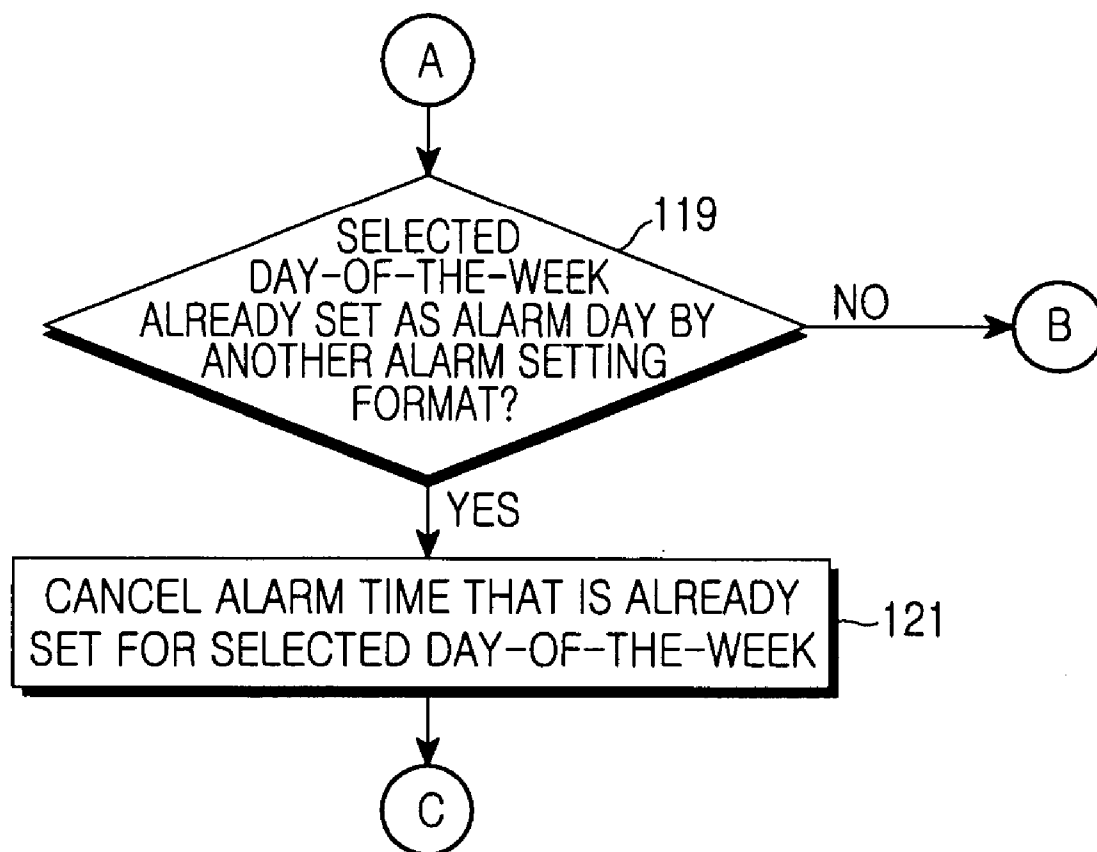 A
119
SELECTED
DAY-OF-THE-WEEK
ALREADY SET AS ALARM DAY BY
ANOTHER ALARM SETTING
FORMAT?
NO
B
YES
CANCEL ALARM TIME THAT IS ALREADY
SET FOR SELECTED DAY-OF-THE-WEEK
121
C